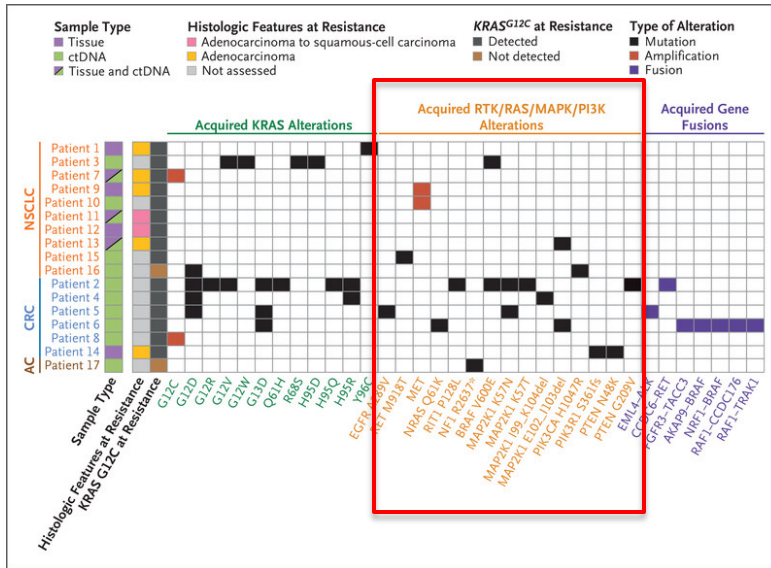 Sample Type
Tissue
ctDNA
Tissue and ctDNA
Histologic Features at Resistance
Adenocarcinoma to squamous-cell carcinoma
Adenocarcinoma
Not assessed
KRASG12C at Resistance
Detected
Not detected
Type of Alteration
Mutation
Amplification
Fusion
Acquired KRAS Alterations
Acquired RTK/RAS/MAPK/PI3K
Alterations
Acquired Gene
Fusions
NSCLC
Patient 1
Patient 3
Patient 7
Patient 9
Patient 10
Patient 11
Patient 12
Patient 13
Patient 15
Patient 16
CRC
Patient 2
Patient 4
Patient 5
Patient 6
Patient 8
AC
Patient 14
Patient 17
Sample Type
Histologic Features at Resistance
KRAS G12C at Resistance
G12C
G12D
G12R
G12V
G12W
G13D
Q61H
R68S
H95D
H95Q
H95R
Y96C
EGFR A289V
RET M918T
MET
NRAS Q61K
RIT1 P128L
NF1 R2637*
BRAF V600E
MAP2K1 K57N
MAP2K1 K57T
MAP2K1 I99_K104del
MAP2K1 E102_I103del
PIK3CA H1047R
PIK3R1 S361fs
PTEN N48K
PTEN G209V
EML4-ALK
CCDC6-RET
FGFR3-TACC3
AKAP9-BRAF
NRF1-BRAF
RAF1-CCDC176
RAF1-TRAK1